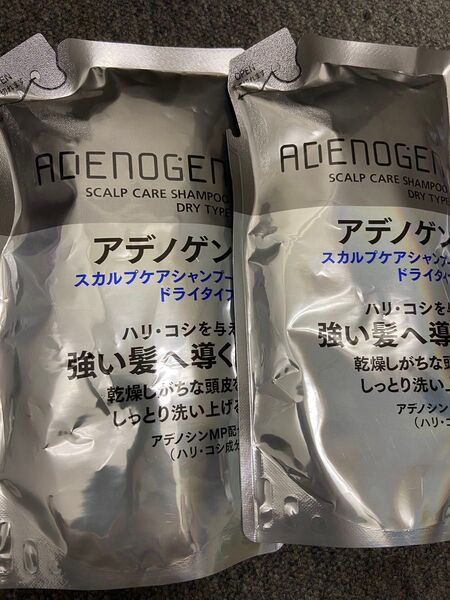 OPEN
ADENOGEN
SCALP CARE SHAMPOO
DRY TYPE
アデノゲン
スカルプケアシャンプー
ドライタイプ
ハリ・コシを与え
強い髪へ導く
乾燥しがちな頭皮を
しっとり洗い上げる
アデノシンMP配合
(ハリ・コシ成分
OPEN
ADENOGEN
SCALP CARE SHAMPOO
DRY TYPE
アデノゲン
スカルプケアシャンプ
ドライタイ
ハリ・コシを与
強い髪へ導
乾燥しがちな頭
しっとり洗い上
アデノシン
(ハリ・コ